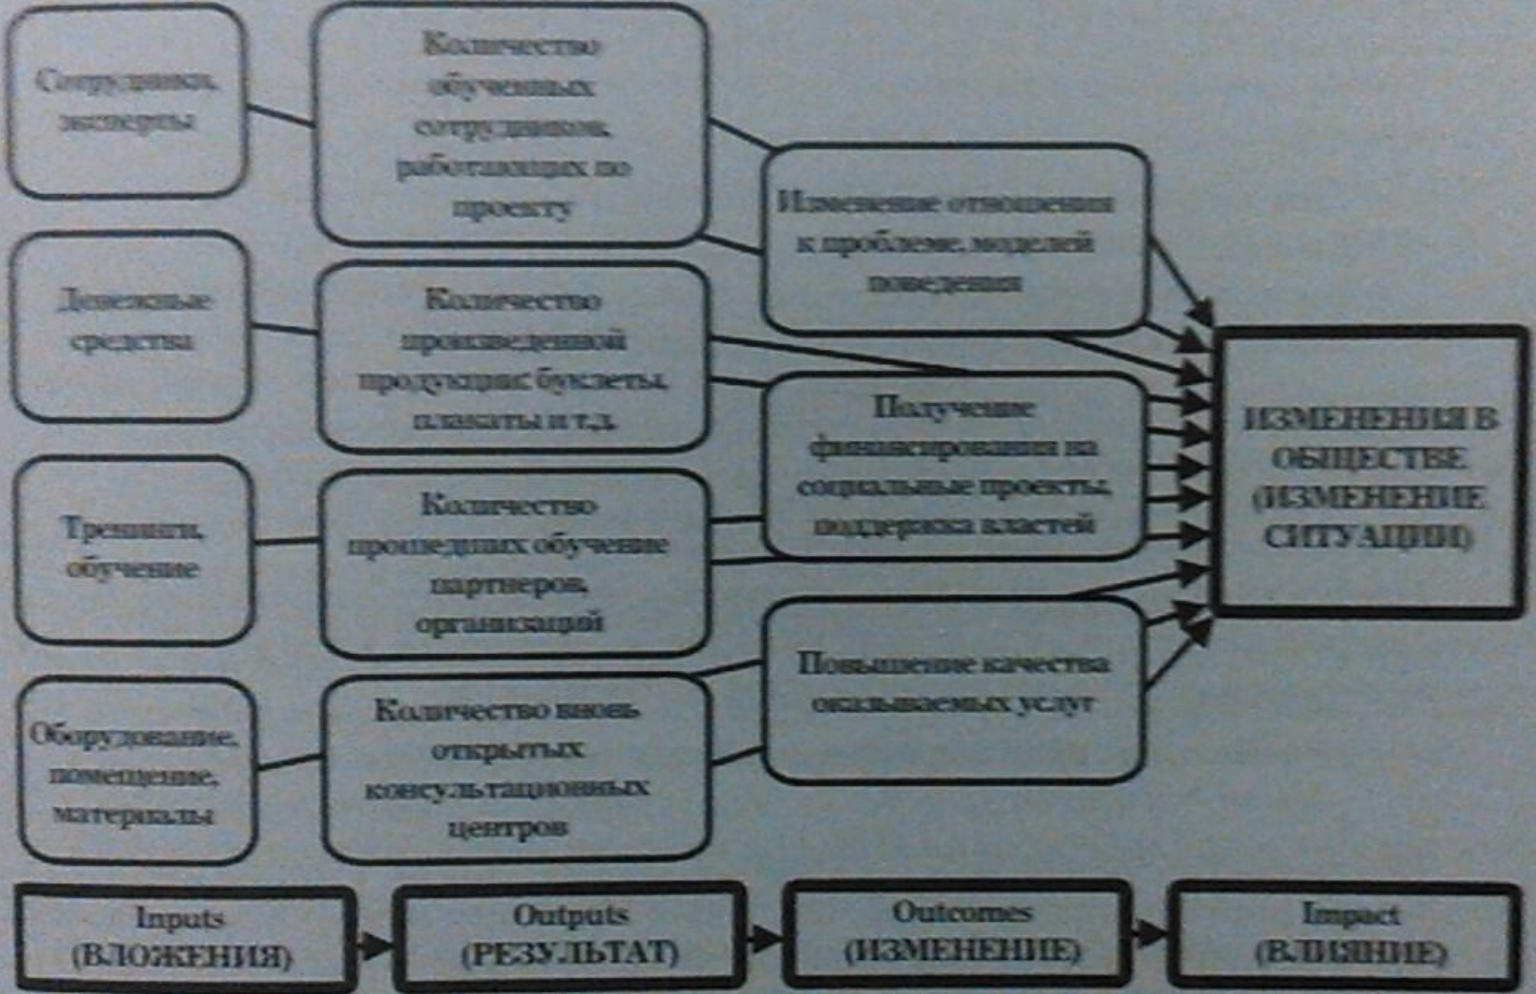 Сотрудники,
эксперты
Количество
обученных
сотрудников,
работающих по
проекту
Изменение отношения
к проблеме, моделей
поведения
Денежные
средства
Количество
произведенной
продукции: буклеты,
плакаты и т.д.
Получение
финансирования на
социальные проекты,
поддержка властей
ИЗМЕНЕНИЯ В
ОБЩЕСТВЕ
(ИЗМЕНЕНИЕ
СИТУАЦИИ)
Тренинги,
обучение
Количество
прошедших обучение
партнеров,
организаций
Повышение качества
оказываемых услуг
Оборудование,
помещение,
материалы
Количество вновь
открытых
консультационных
центров
Inputs
(ВЛОЖЕНИЯ)
Outputs
(РЕЗУЛЬТАТ)
Outcomes
(ИЗМЕНЕНИЕ)
Impact
(ВЛИЯНИЕ)